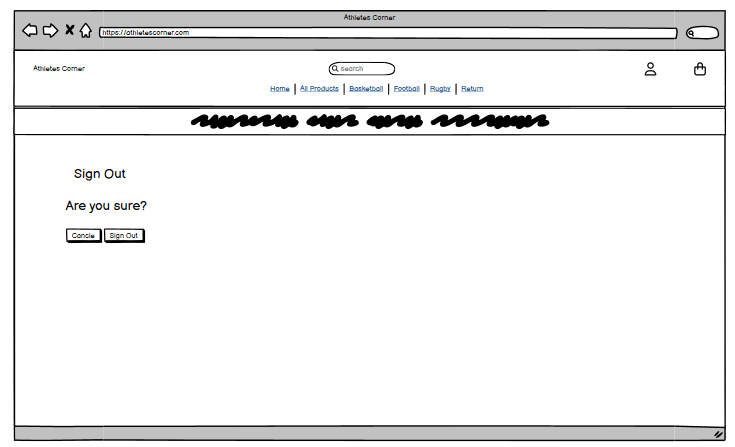 Athletes Corner
https://athletescorner.com
Athletes Corner
search
Home All Products Basketball Football Rugby Return
Sign Out
Are you sure?
Cancle Sign Out